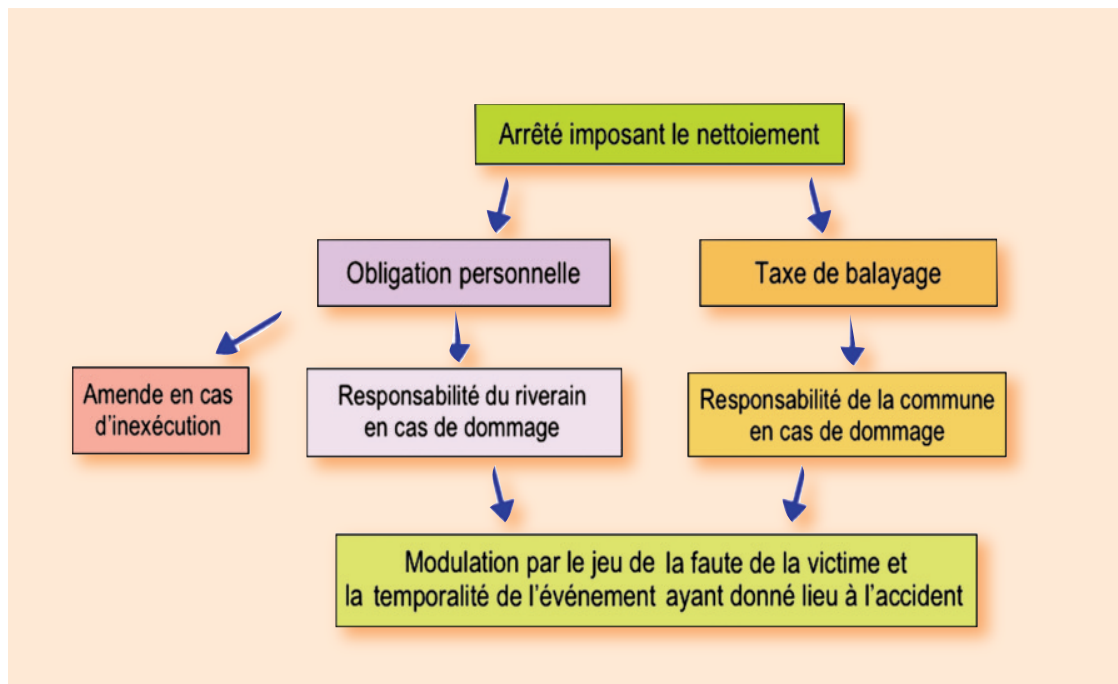 Arrêté imposant le nettoiement
Obligation personnelle
Taxe de balayage
Amende en cas
d'inexécution
Responsabilité du riverain
en cas de dommage
Responsabilité de la commune
en cas de dommage
Modulation par le jeu de la faute de la victime et
la temporalité de l'événement ayant donné lieu à l'accident